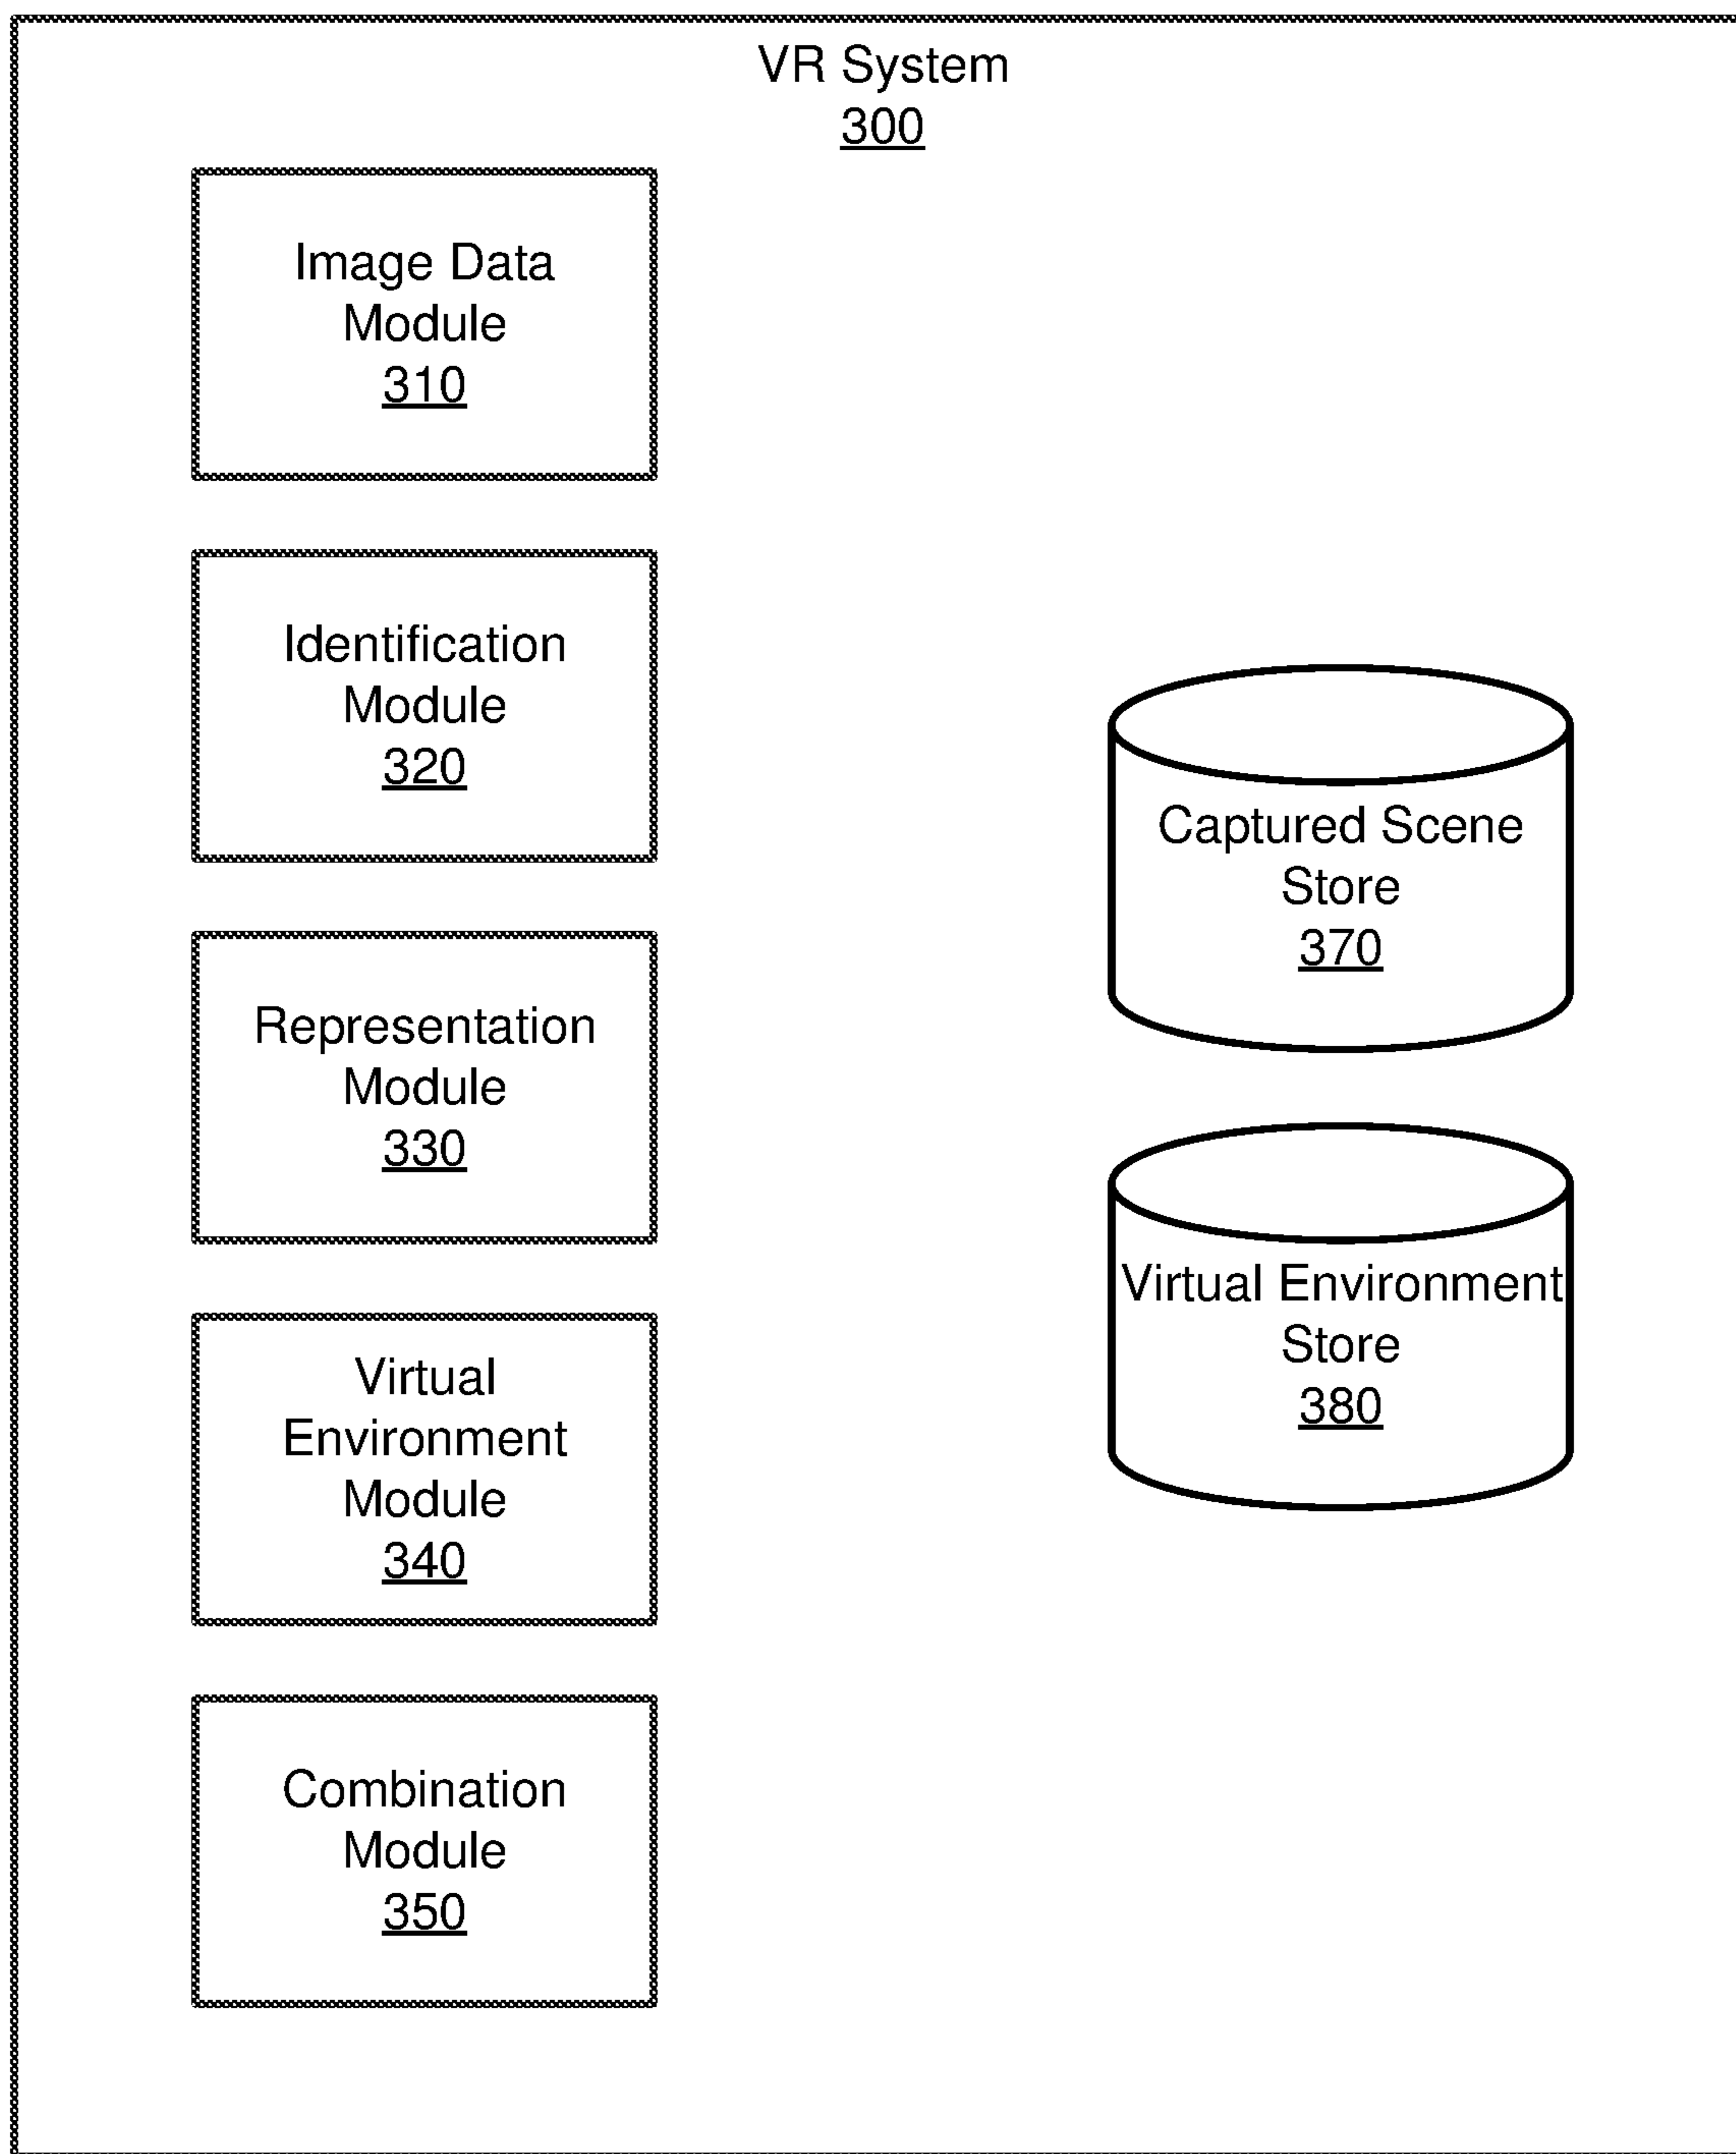 VR System
300
Image Data
Module
310
Identification
Module
320
Representation
Module
330
Virtual
Environment
Module
340
Combination
Module
350
Captured Scene
Store
370
Virtual Environment
Store
380